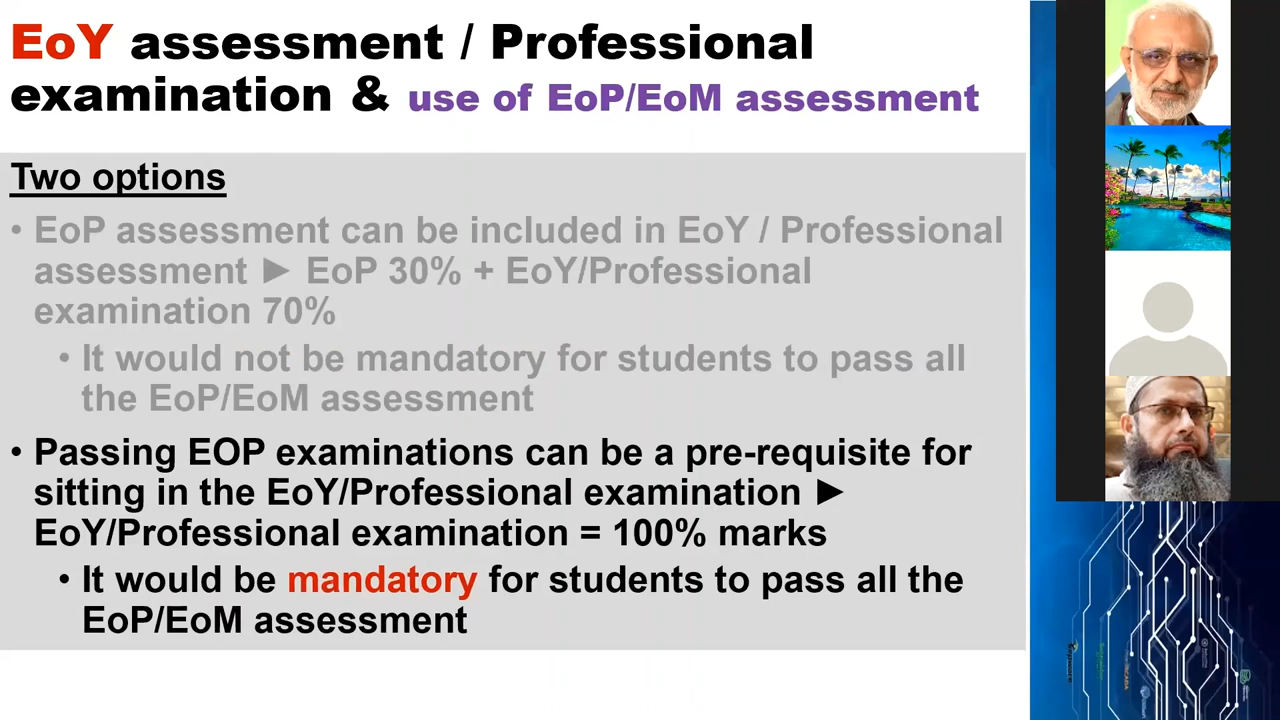 EoY assessment / Professional
examination & use of EoP/EoM assessment
Two options
• EoP assessment can be included in EoY / Professional
assessment ► EoP 30% + EoY/Professional
examination 70%
• It would not be mandatory for students to pass all
the EoP/EoM assessment
• Passing EOP examinations can be a pre-requisite for
sitting in the EoY/Professional examination ►
EoY/Professional examination = 100% marks
• It would be mandatory for students to pass all the
EoP/EoM assessment